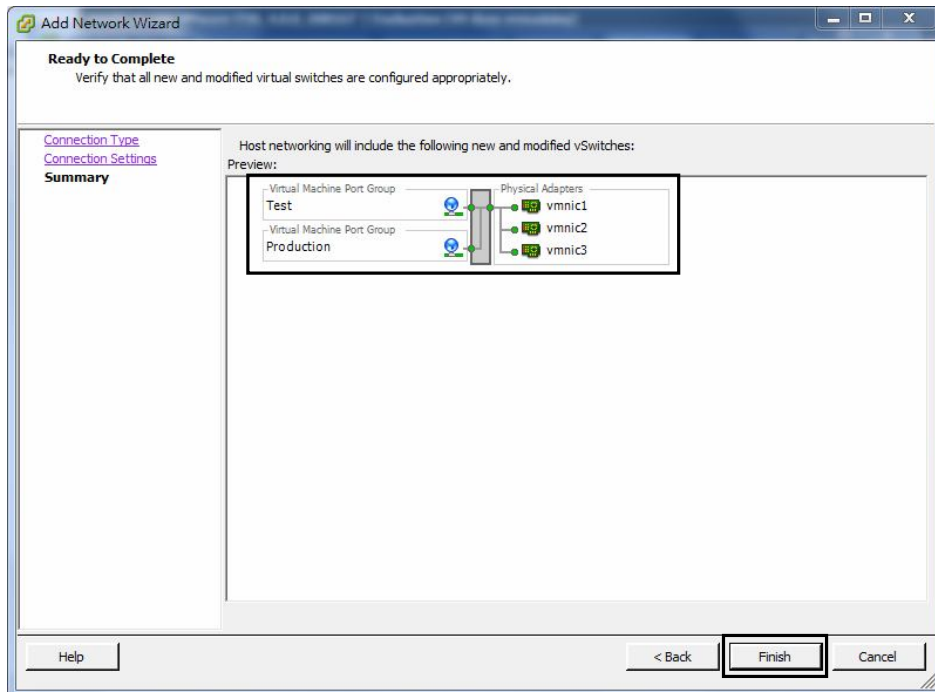 Add Network Wizard
Ready to Complete
Verify that all new and modified virtual switches are configured appropriately.
Connection Type
Connection Settings
Summary
Host networking will include the following new and modified vSwitches:
Preview:
Virtual Machine Port Group
Test
Virtual Machine Port Group
Production
Physical Adapters
vmnic1
vmnic2
vmnic3
Help
< Back
Finish
Cancel